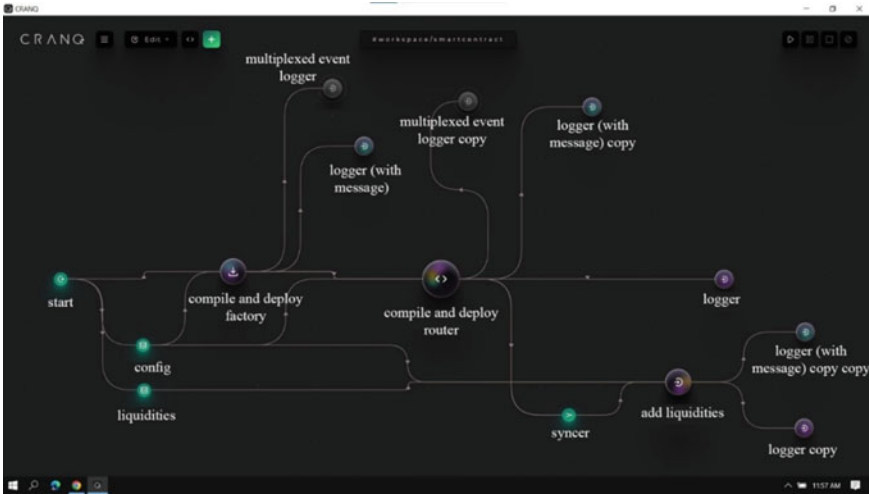 CRANQ
CRANQ
Edit
#workspace/smartcontract
multiplexed event
logger
multiplexed event
logger copy
logger (with
message) copy
logger (with
message)
start
compile and deploy
factory
compile and deploy
router
logger
config
logger (with
message) copy copy
liquidities
syncer
add liquidities
logger copy
11:57 AM